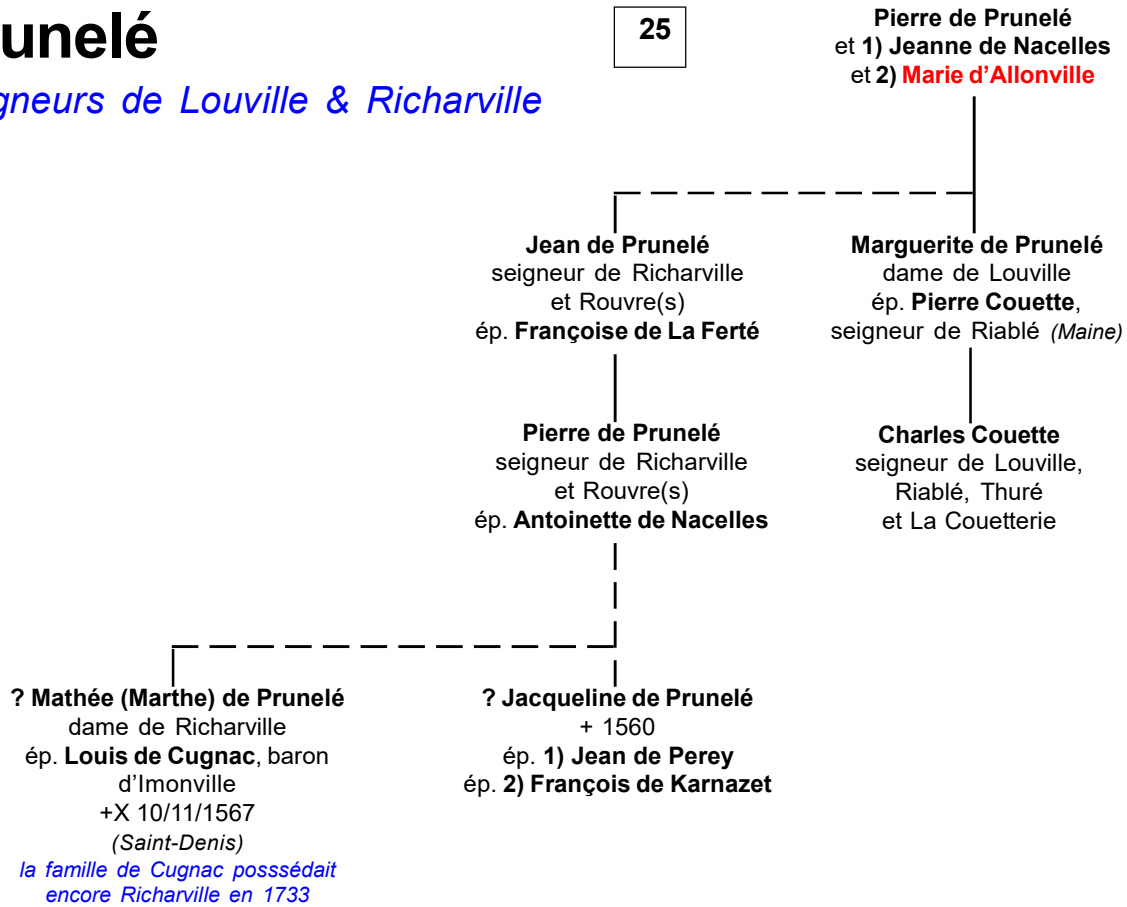 unelé
gneurs de Louville & Richarville
25
Pierre de Prunelé
et 1) Jeanne de Nacelles
et 2) Marie d’Allonville
Jean de Prunelé
seigneur de Richarville
et Rouvre(s)
ép. Françoise de La Ferté
Marguerite de Prunelé
dame de Louville
ép. Pierre Couette,
seigneur de Riablé (Maine)
Pierre de Prunelé
seigneur de Richarville
et Rouvre(s)
ép. Antoinette de Nacelles
Charles Couette
seigneur de Louville,
Riablé, Thuré
et La Couetterie
? Mathée (Marthe) de Prunelé
dame de Richarville
ép. Louis de Cugnac, baron
d’Imonville
+X 10/11/1567
(Saint-Denis)
la famille de Cugnac posssédait
encore Richarville en 1733
? Jacqueline de Prunelé
+ 1560
ép. 1) Jean de Perey
ép. 2) François de Karnazet